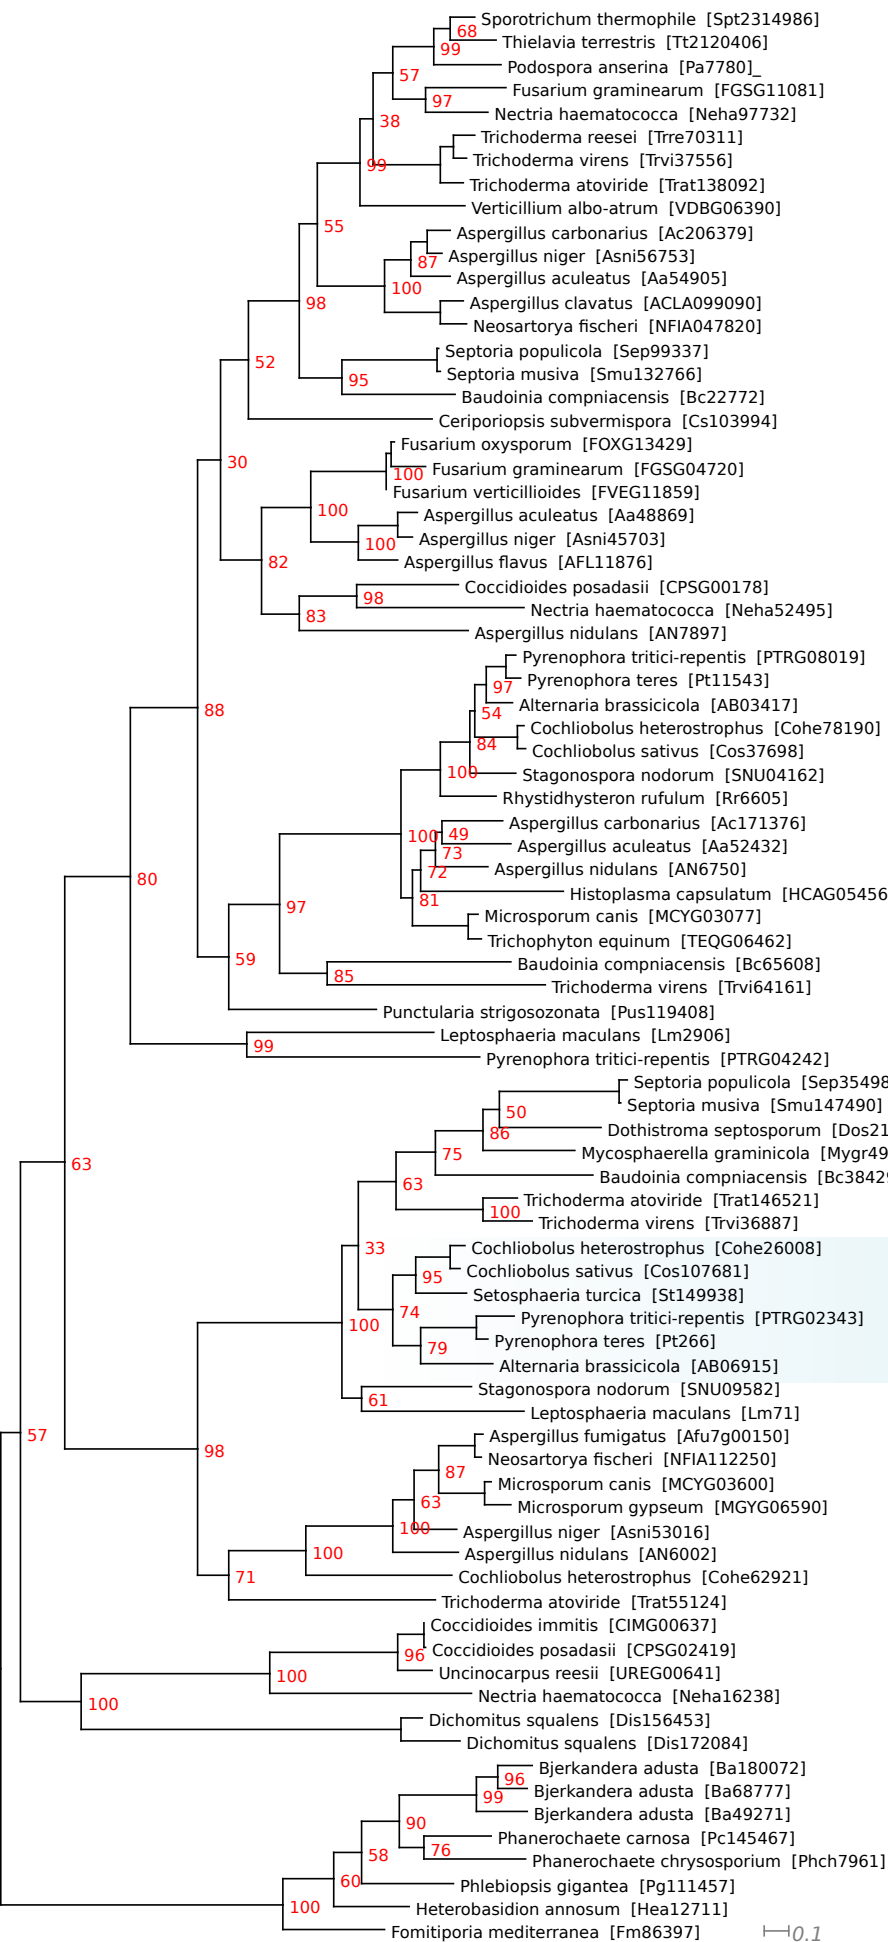 Sporotrichum thermophile [Spt2314986]
68
Thielavia terrestris [Tt2120406]
99
Podospora anserina [Pa7780]_
57
Fusarium graminearum [FGSG11081]
97
Nectria haematococca [Neha97732]
38
Trichoderma reesei [Trre70311]
Trichoderma virens [Trvi37556]
99
Trichoderma atoviride [Trat138092]
Verticillium albo-atrum [VDBG06390]
55
Aspergillus carbonarius [Ac206379]
Aspergillus niger [Asni56753]
87
Aspergillus aculeatus [Aa54905]
100
Aspergillus clavatus [ACLA099090]
98
Neosartorya fischeri [NFIA047820]
Septoria populicola [Sep99337]
52
Septoria musiva [Smu132766]
95
Baudoinia compniacensis [Bc22772]
Ceriporiopsis subvermispora [Cs103994]
Fusarium oxysporum [FOXG13429]
30
Fusarium graminearum [FGSG04720]
100
Fusarium verticillioides [FVEG11859]
100
Aspergillus aculeatus [Aa48869]
Aspergillus niger [Asni45703]
100
Aspergillus flavus [AFL11876]
82
Coccidioides posadasii [CPSG00178]
98
Nectria haematococca [Neha52495]
83
Aspergillus nidulans [AN7897]
Pyrenophora tritici-repentis [PTRG08019]
Pyrenophora teres [Pt11543]
97
Alternaria brassicicola [AB03417]
88
54
Cochliobolus heterostrophus [Cohe78190]
84
Cochliobolus sativus [Cos37698]
100
Stagonospora nodorum [SNU04162]
Rhystidhysteron rufulum [Rr6605]
Aspergillus carbonarius [Ac171376]
100
49
Aspergillus aculeatus [Aa52432]
73
Aspergillus nidulans [AN6750]
72
80
Histoplasma capsulatum [HCAG05456
81
97
Microsporum canis [MCYG03077]
Trichophyton equinum [TEQG06462]
59
Baudoinia compniacensis [Bc65608]
85
Trichoderma virens [Trvi64161]
Punctularia strigosozonata [Pus119408]
Leptosphaeria maculans [Lm2906]
99
Pyrenophora tritici-repentis [PTRG04242]
Septoria populicola [Sep35498
Septoria musiva [Smu147490]
50
Dothistroma septosporum [Dos21
86
Mycosphaerella graminicola [Mygr49
75
63
Baudoinia compniacensis [Bc38429
63
Trichoderma atoviride [Trat146521]
100
Trichoderma virens [Trvi36887]
33
Cochliobolus heterostrophus [Cohe26008]
Cochliobolus sativus [Cos107681]
95
Setosphaeria turcica [St149938]
74
Pyrenophora tritici-repentis [PTRG02343]
100
Pyrenophora teres [Pt266]
79
Alternaria brassicicola [AB06915]
Stagonospora nodorum [SNU09582]
61
Leptosphaeria maculans [Lm71]
57
Aspergillus fumigatus [Afu7g00150]
98
Neosartorya fischeri [NFIA112250]
87
Microsporum canis [MCYG03600]
63
Microsporum gypseum [MGYG06590]
100
Aspergillus niger [Asni53016]
100
Aspergillus nidulans [AN6002]
71
Cochliobolus heterostrophus [Cohe62921]
Trichoderma atoviride [Trat55124]
Coccidioides immitis [CIMG00637]
Coccidioides posadasii [CPSG02419]
96
Uncinocarpus reesii [UREG00641]
100
Nectria haematococca [Neha16238]
100
Dichomitus squalens [Dis156453]
Dichomitus squalens [Dis172084]
Bjerkandera adusta [Ba180072]
96
Bjerkandera adusta [Ba68777]
99
Bjerkandera adusta [Ba49271]
90
Phanerochaete carnosa [Pc145467]
76
58
Phanerochaete chrysosporium [Phch7961]
60
Phlebiopsis gigantea [Pg111457]
100
Heterobasidion annosum [Hea12711]
Fomitiporia mediterranea [Fm86397]
0.1